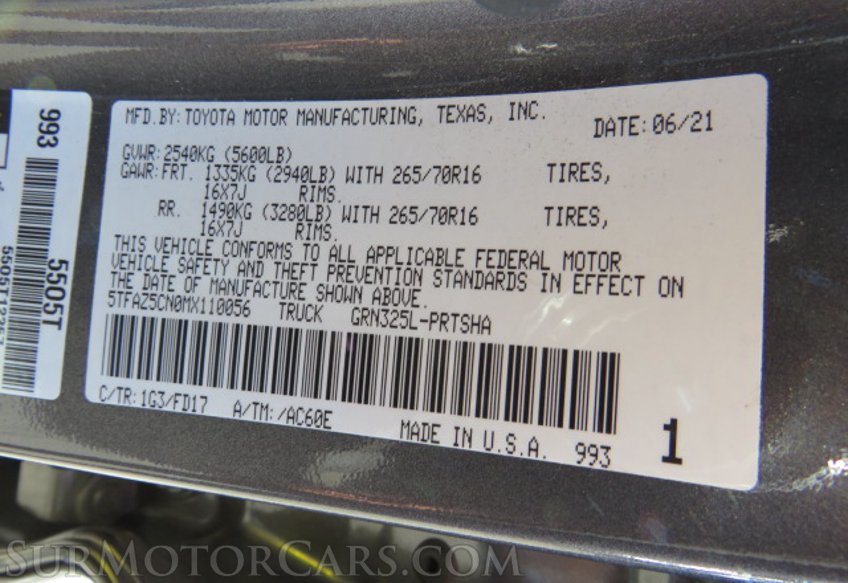 MFD.BY:TOYOTA MOTOR MANUFACTURING, TEXAS, INC.
DATE:06/21
GVWR:2540KG (5600LB)
GAWR:FRT. 1335KG (2940LB) WITH 265/70R16 TIRES,
16X7J RIMS.
RR. 1490KG (3280LB) WITH 265/70R16 TIRES,
16X7J RIMS.
THIS VEHICLE CONFORMS TO ALL APPLICABLE FEDERAL MOTOR
VEHICLE SAFETY AND THEFT PREVENTION STANDARDS IN EFFECT ON
THE DATE OF MANUFACTURE SHOWN ABOVE.
5TFAZ5CN0MX110056 TRUCK GRN325L-PRTSHA
C/TR:1G3/FD17 A/TM:/AC60E MADE IN U.S.A. 993 1
993
5505T
SURMOTORCARS.COM